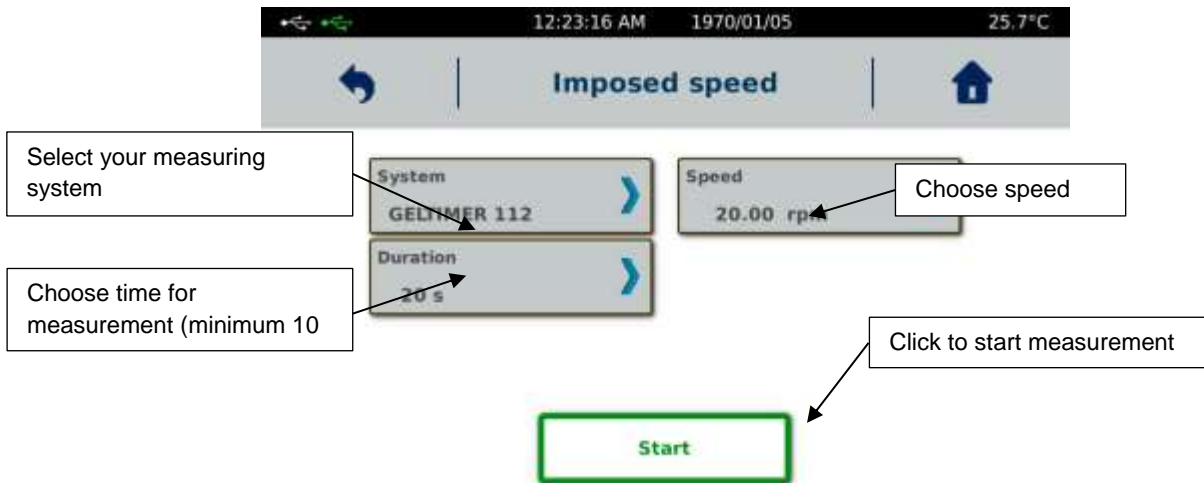 12:23:16 AM 1970/01/05 25.7°C
Imposed speed
Select your measuring
system
System
GELTIMER 112
Speed
20.00 rpm
Choose speed
Duration
20 s
Choose time for
measurement (minimum 10
Click to start measurement
Start